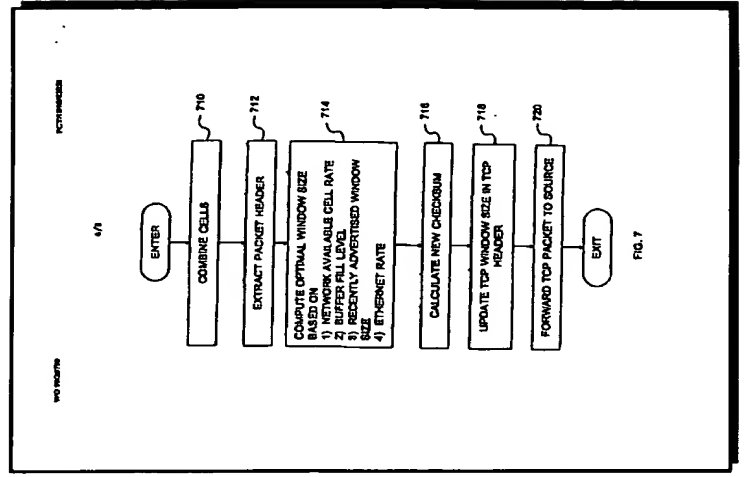 6/8
ENTER
COMBINE CELLS
710
EXTRACT PACKET HEADER
712
COMPUTE OPTIMAL WINDOW SIZE
BASED ON
1) NETWORK AVAILABLE CELL RATE
2) BUFFER FILL LEVEL
3) RECENTLY ADVERTISED WINDOW
SIZE
4) ETHERNET RATE
714
CALCULATE NEW CHECKSUM
716
UPDATE TCP WINDOW SIZE IN TCP
HEADER
718
FORWARD TCP PACKET TO SOURCE
720
EXIT
FIG. 7